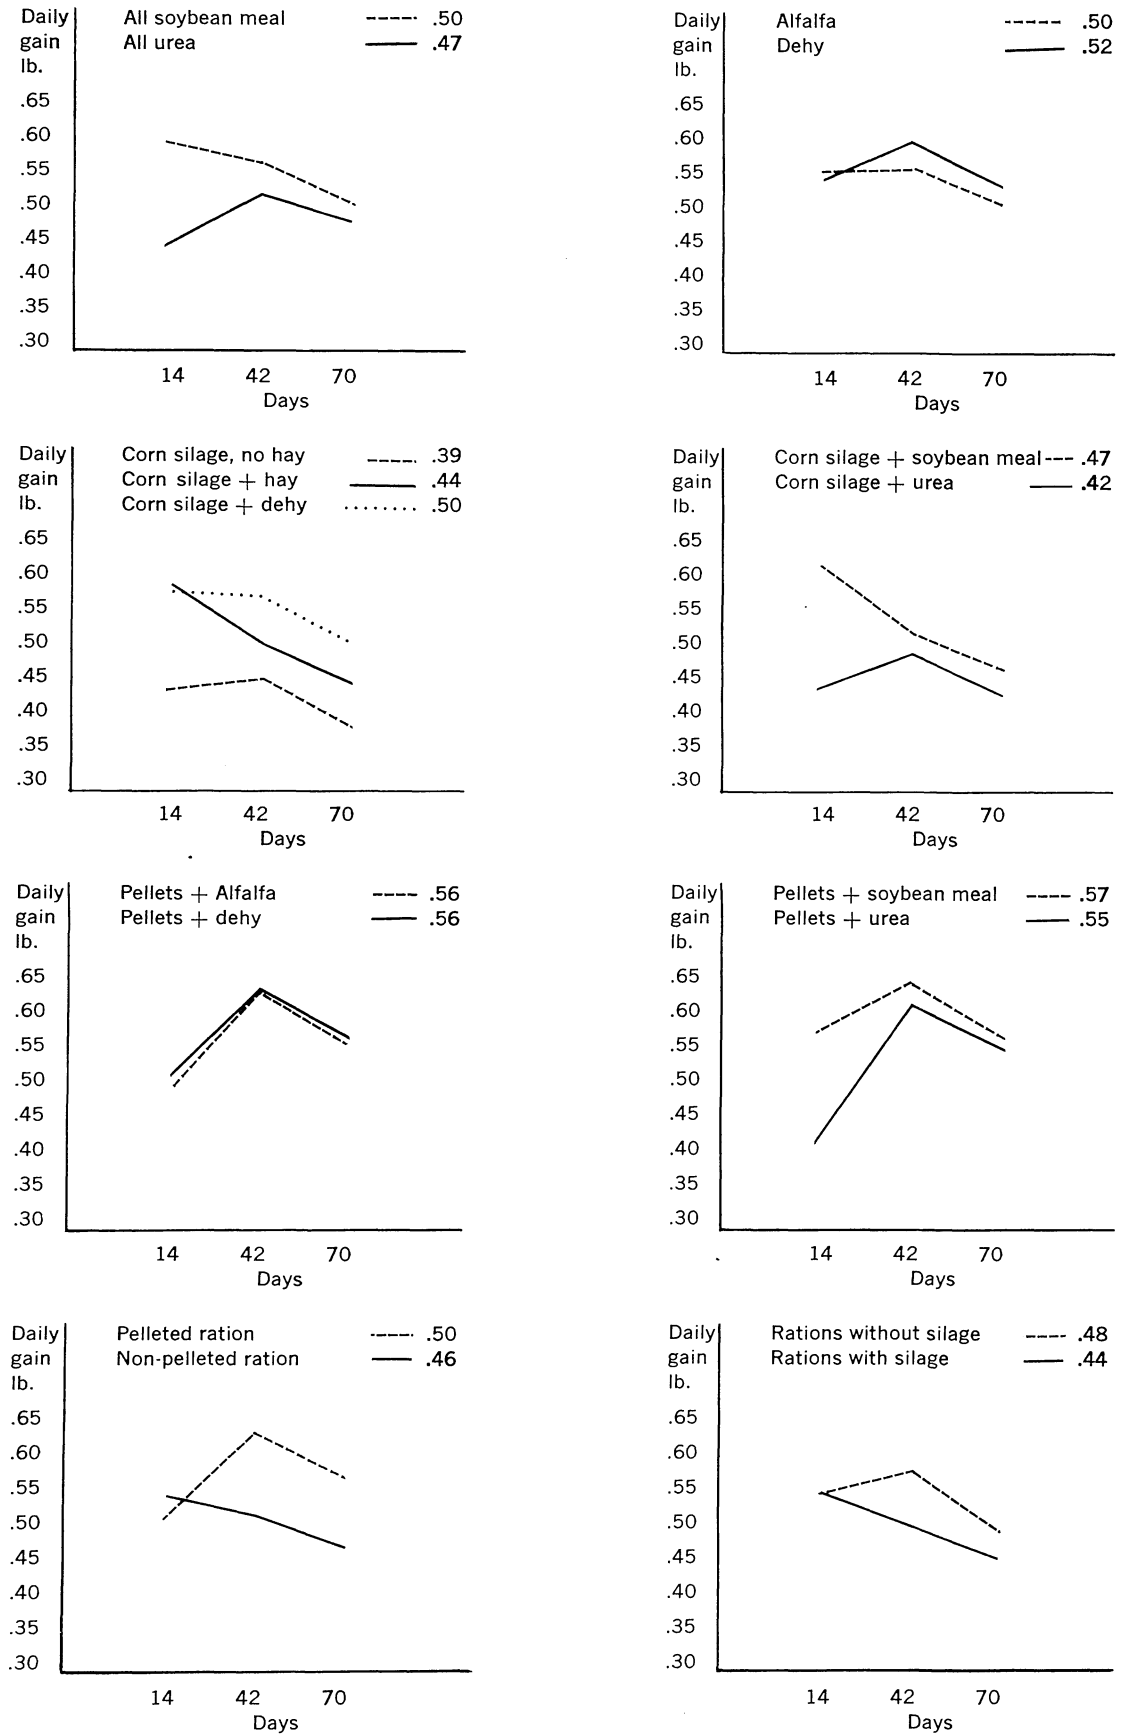 Daily gain lb.
All soybean meal .50
All urea .47
.65
.60
.55
.50
.45
.40
.35
.30
14 42 70
Days
Daily gain lb.
Alfalfa .50
Dehy .52
.65
.60
.55
.50
.45
.40
.35
.30
14 42 70
Days
Daily gain lb.
Corn silage, no hay .39
Corn silage + hay .44
Corn silage + dehy .50
.65
.60
.55
.50
.45
.40
.35
.30
14 42 70
Days
Daily gain lb.
Corn silage + soybean meal .47
Corn silage + urea .42
.65
.60
.55
.50
.45
.40
.35
.30
14 42 70
Days
Daily gain lb.
Pellets + Alfalfa .56
Pellets + dehy .56
.65
.60
.55
.50
.45
.40
.35
.30
14 42 70
Days
Daily gain lb.
Pellets + soybean meal .57
Pellets + urea .55
.65
.60
.55
.50
.45
.40
.35
.30
14 42 70
Days
Daily gain lb.
Pelleted ration .50
Non-pelleted ration .46
.65
.60
.55
.50
.45
.40
.35
.30
14 42 70
Days
Daily gain lb.
Rations without silage .48
Rations with silage .44
.65
.60
.55
.50
.45
.40
.35
.30
14 42 70
Days